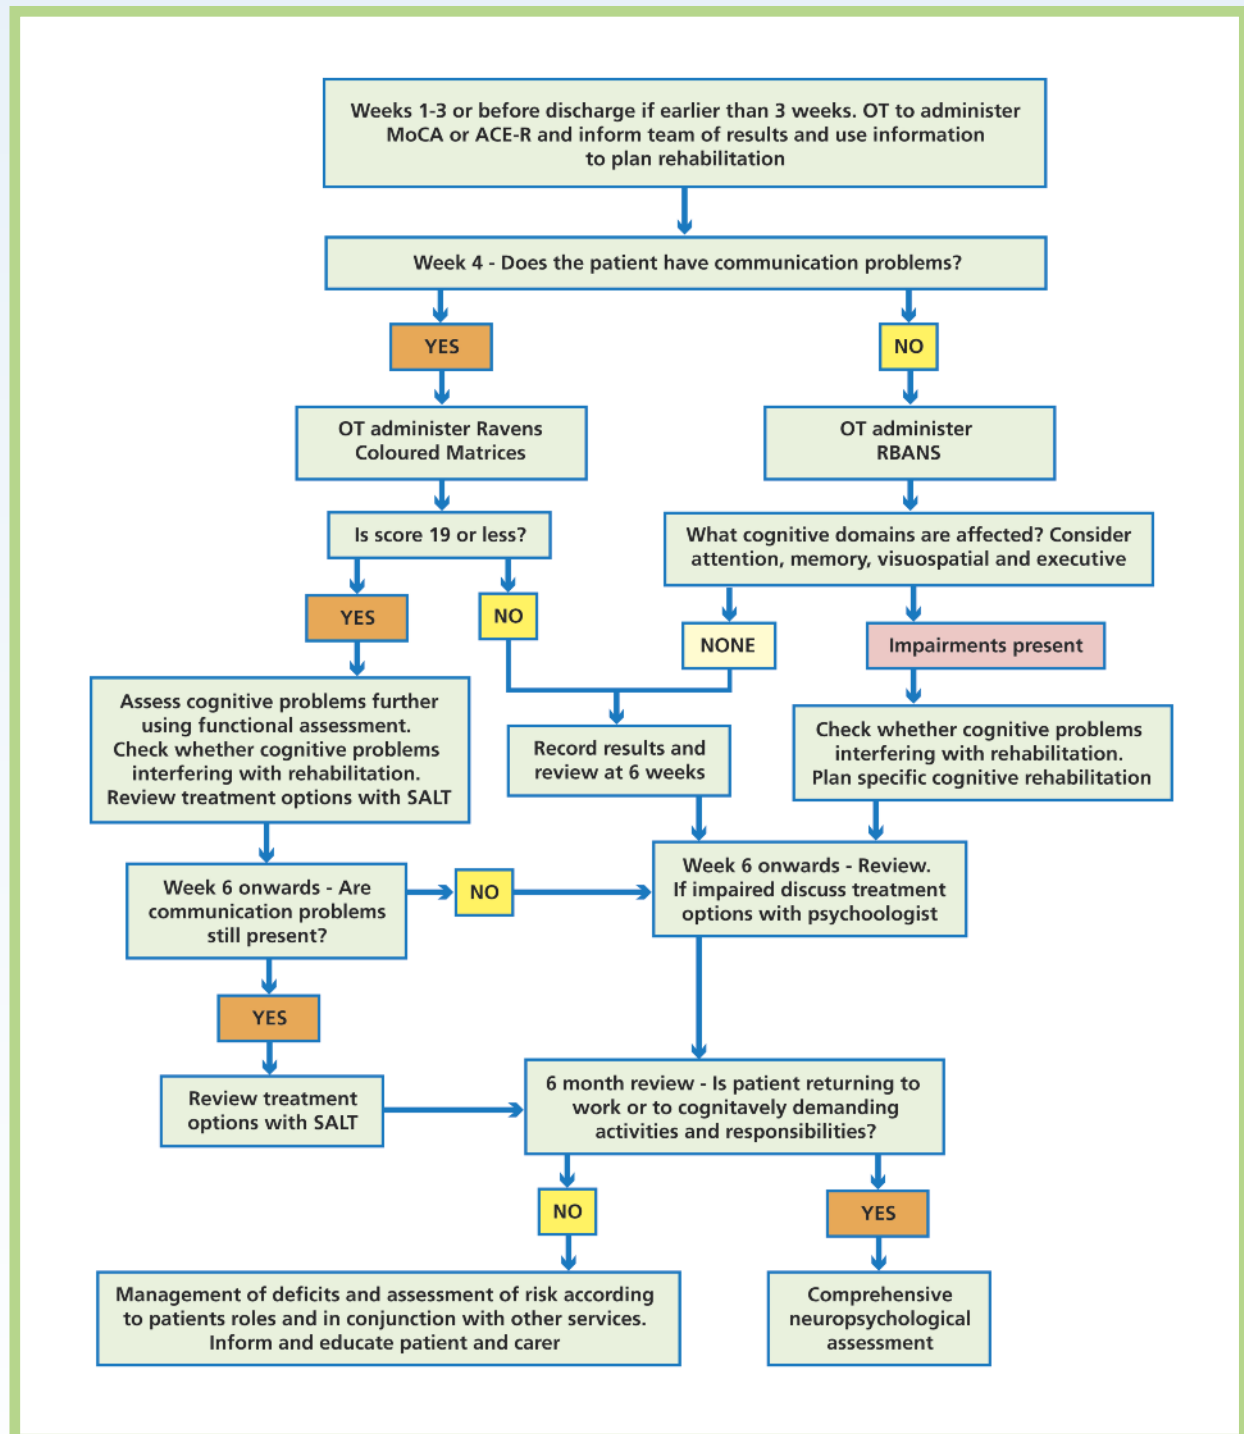 Weeks 1-3 or before discharge if earlier than 3 weeks. OT to administer
MoCA or ACE-R and inform team of results and use information
to plan rehabilitation
Week 4 - Does the patient have communication problems?
YES
NO
OT administer Ravens
Coloured Matrices
OT administer
RBANS
Is score 19 or less?
What cognitive domains are affected? Consider
attention, memory, visuospatial and executive
YES
NO
NONE
Impairments present
Assess cognitive problems further
using functional assessment.
Check whether cognitive problems
interfering with rehabilitation.
Review treatment options with SALT
Record results and
review at 6 weeks
Check whether cognitive problems
interfering with rehabilitation.
Plan specific cognitive rehabilitation
Week 6 onwards - Are
communication problems
still present?
NO
Week 6 onwards - Review.
If impaired discuss treatment
options with psychoologist
YES
Review treatment
options with SALT
6 month review - Is patient returning to
work or to cognitavely demanding
activities and responsibilities?
NO
YES
Management of deficits and assessment of risk according
to patients roles and in conjunction with other services.
Inform and educate patient and carer
Comprehensive
neuropsychological
assessment